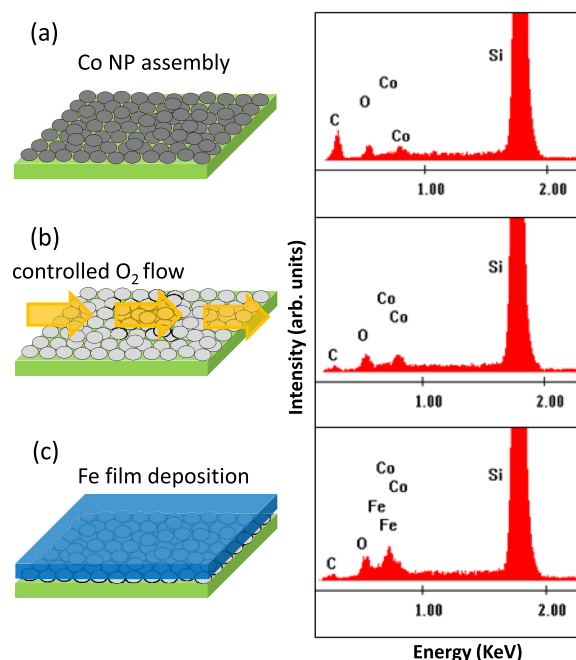 (a)
Co NP assembly
C
O
Co
Co
Si
1.00
2.00
(b)
controlled O₂ flow
C
O
Co
Co
Si
1.00
2.00
(c)
Fe film deposition
C
O
Fe
Fe
Co
Co
Si
1.00
2.00
Intensity (arb. units)
Energy (KeV)